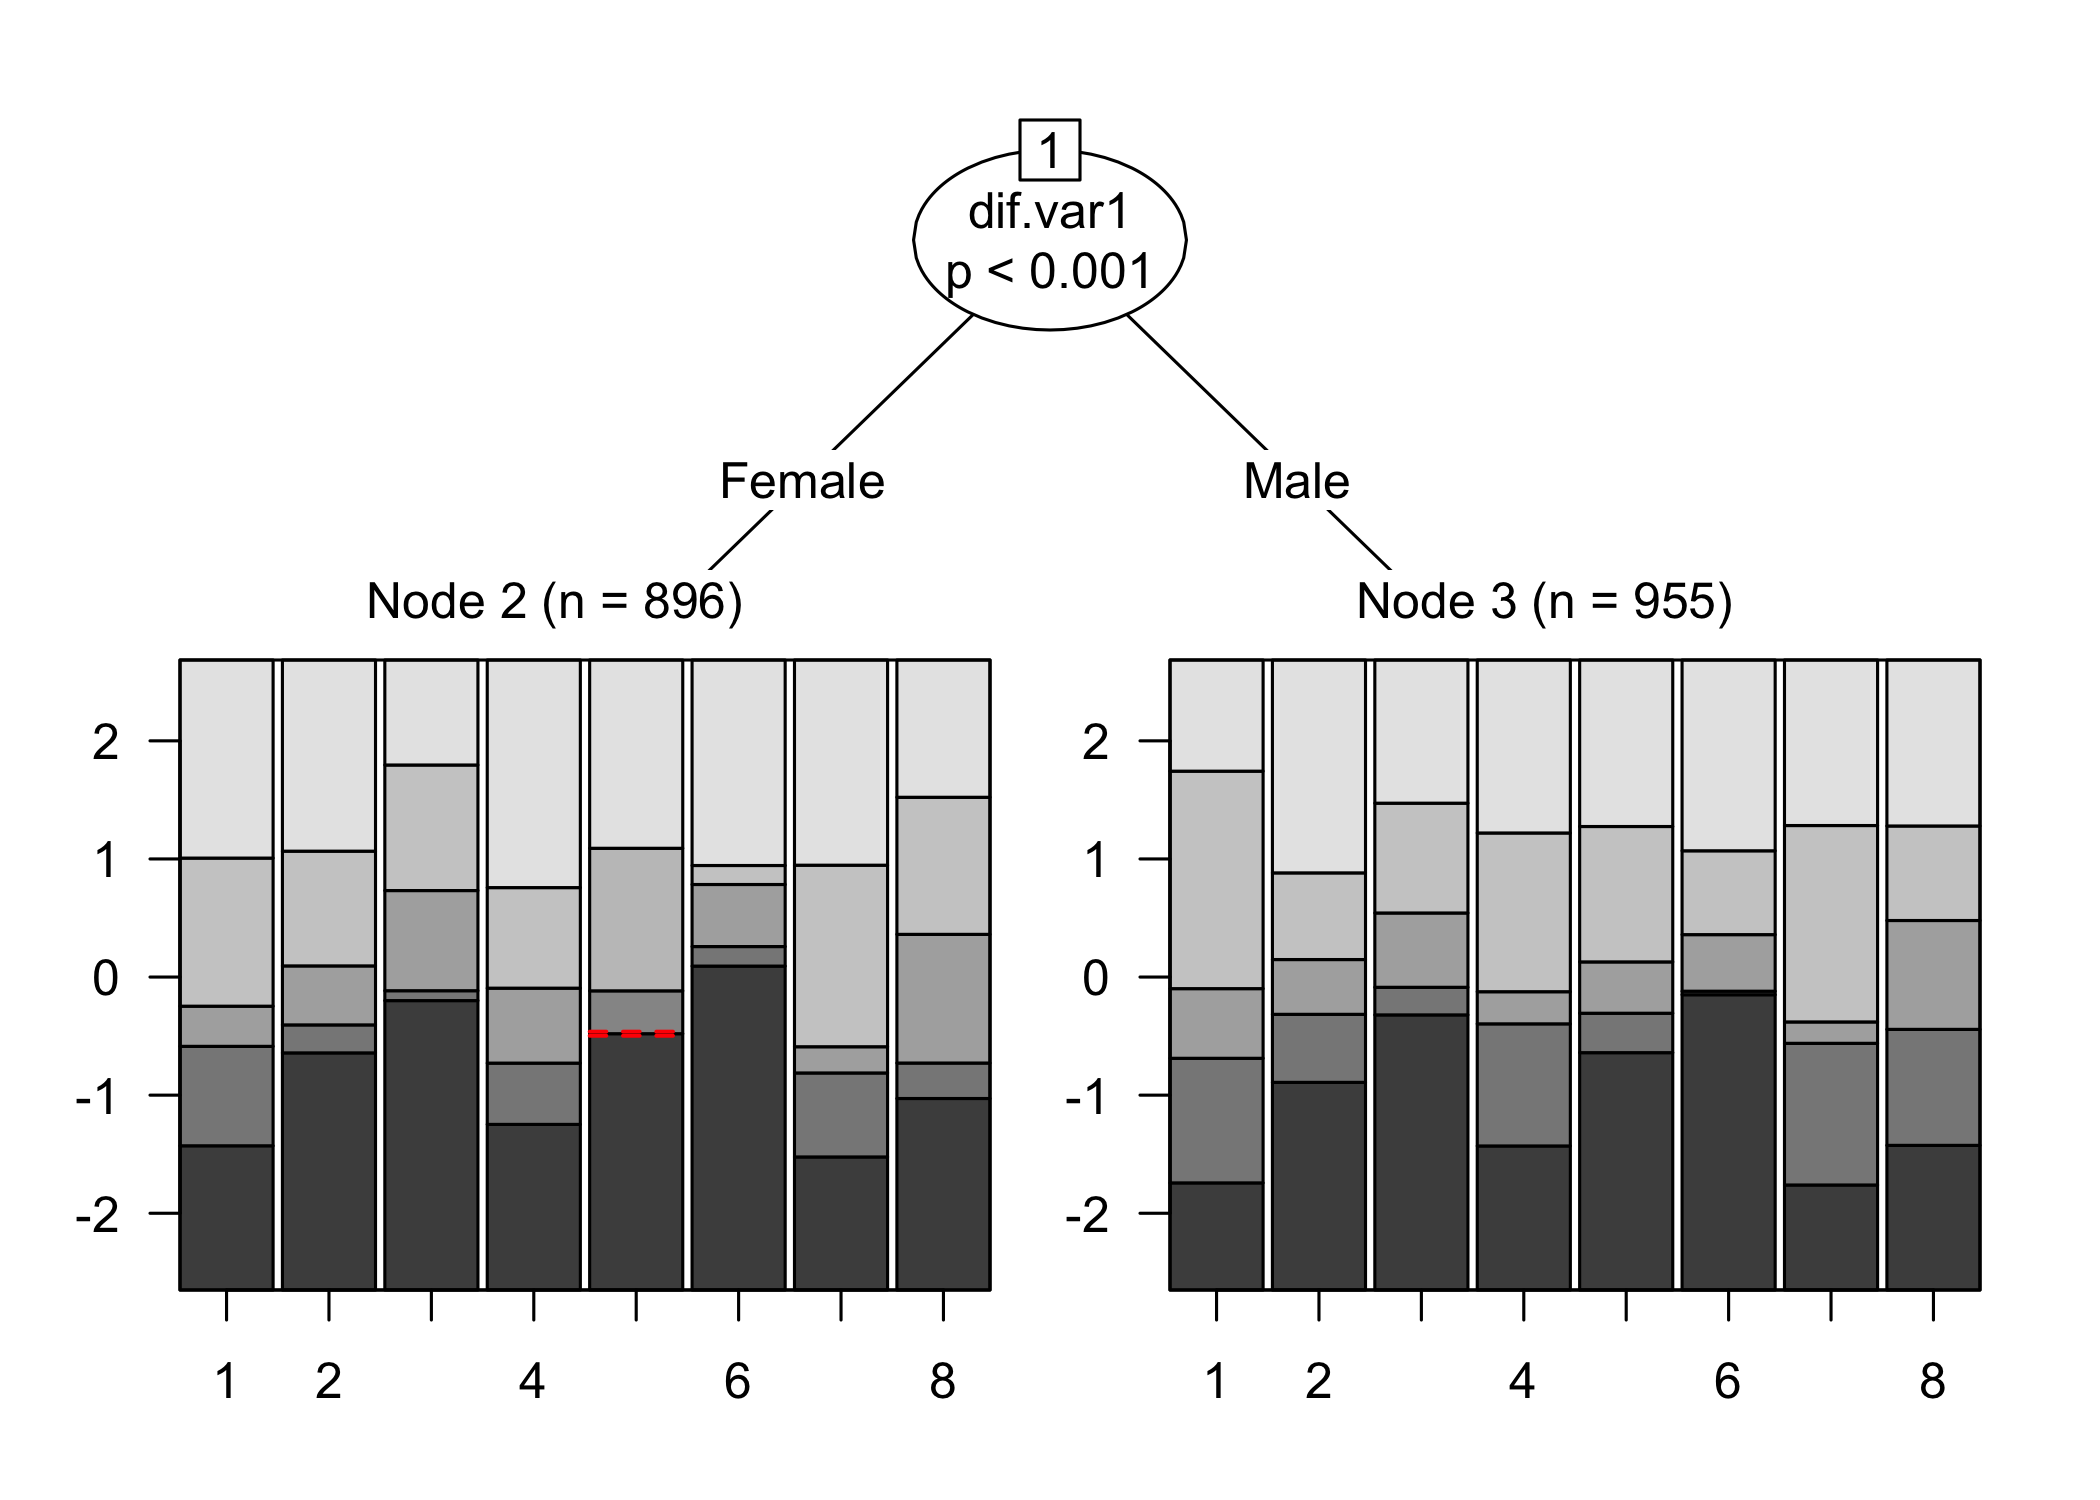 1
dif.var1
p < 0.001
Female
Male
Node 2 (n = 896)
Node 3 (n = 955)
2
1
0
-1
-2
1 2 4 6 8
2
1
0
-1
-2
1 2 4 6 8